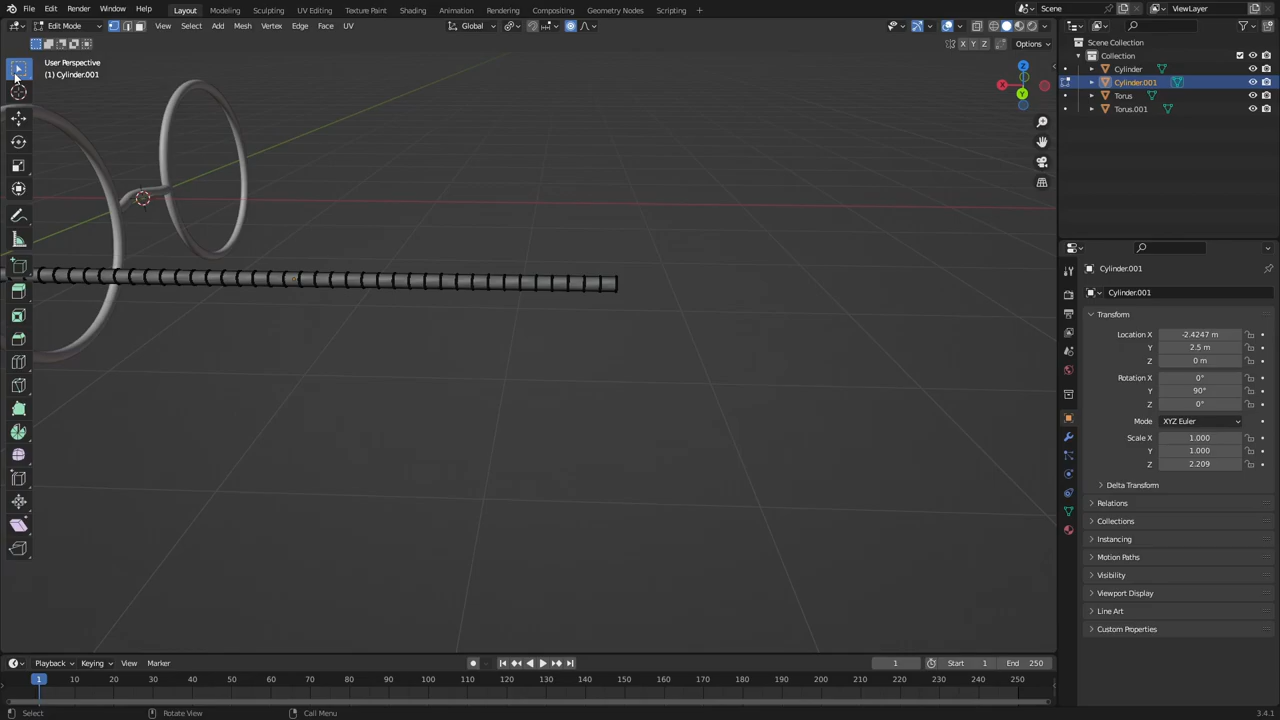 File Edit Render Window Help Layout Modeling Sculpting UV Editing Texture Paint Shading Animation Rendering Compositing Geometry Nodes Scripting + Scene ViewLayer
Edit Mode View Select Add Mesh Vertex Edge Face UV Global
X Y Z Options
User Perspective
(1) Cylinder.001
Z
X
Y
Scene Collection
Collection
Cylinder
Cylinder.001
Torus
Torus.001
Cylinder.001
Cylinder.001
Transform
Location X -2.4247 m
Y 2.5 m
Z 0 m
Rotation X 0°
Y 90°
Z 0°
Mode XYZ Euler
Scale X 1.000
Y 1.000
Z 2.209
Delta Transform
Relations
Collections
Instancing
Motion Paths
Visibility
Viewport Display
Line Art
Custom Properties
Playback Keying View Marker 1 Start 1 End 250
1 10 20 30 40 50 60 70 80 90 100 110 120 130 140 150 160 170 180 190 200 210 220 230 240 250
Select Rotate View Call Menu 3.4.1